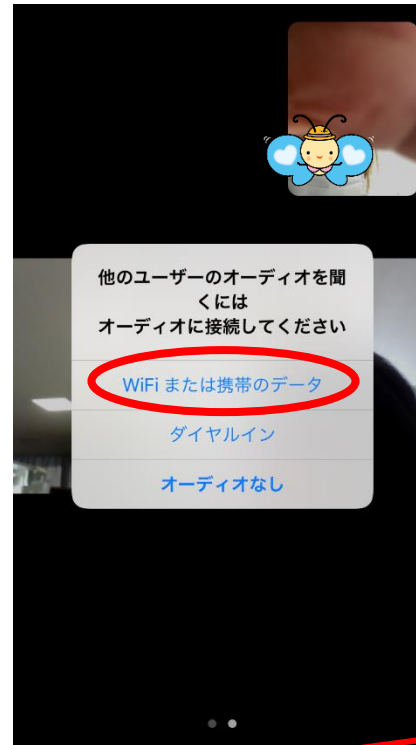 他のユーザーのオーディオを聞
くには
オーディオに接続してください
WiFi または携帯のデータ
ダイヤルイン
オーディオなし